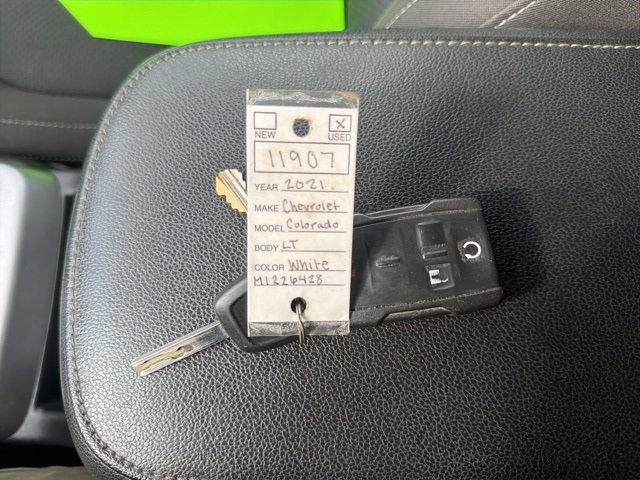 NEW USED
11907
YEAR 2021
MAKE Chevrolet
MODEL Colorado
BODY LT
COLOR White
M1226428